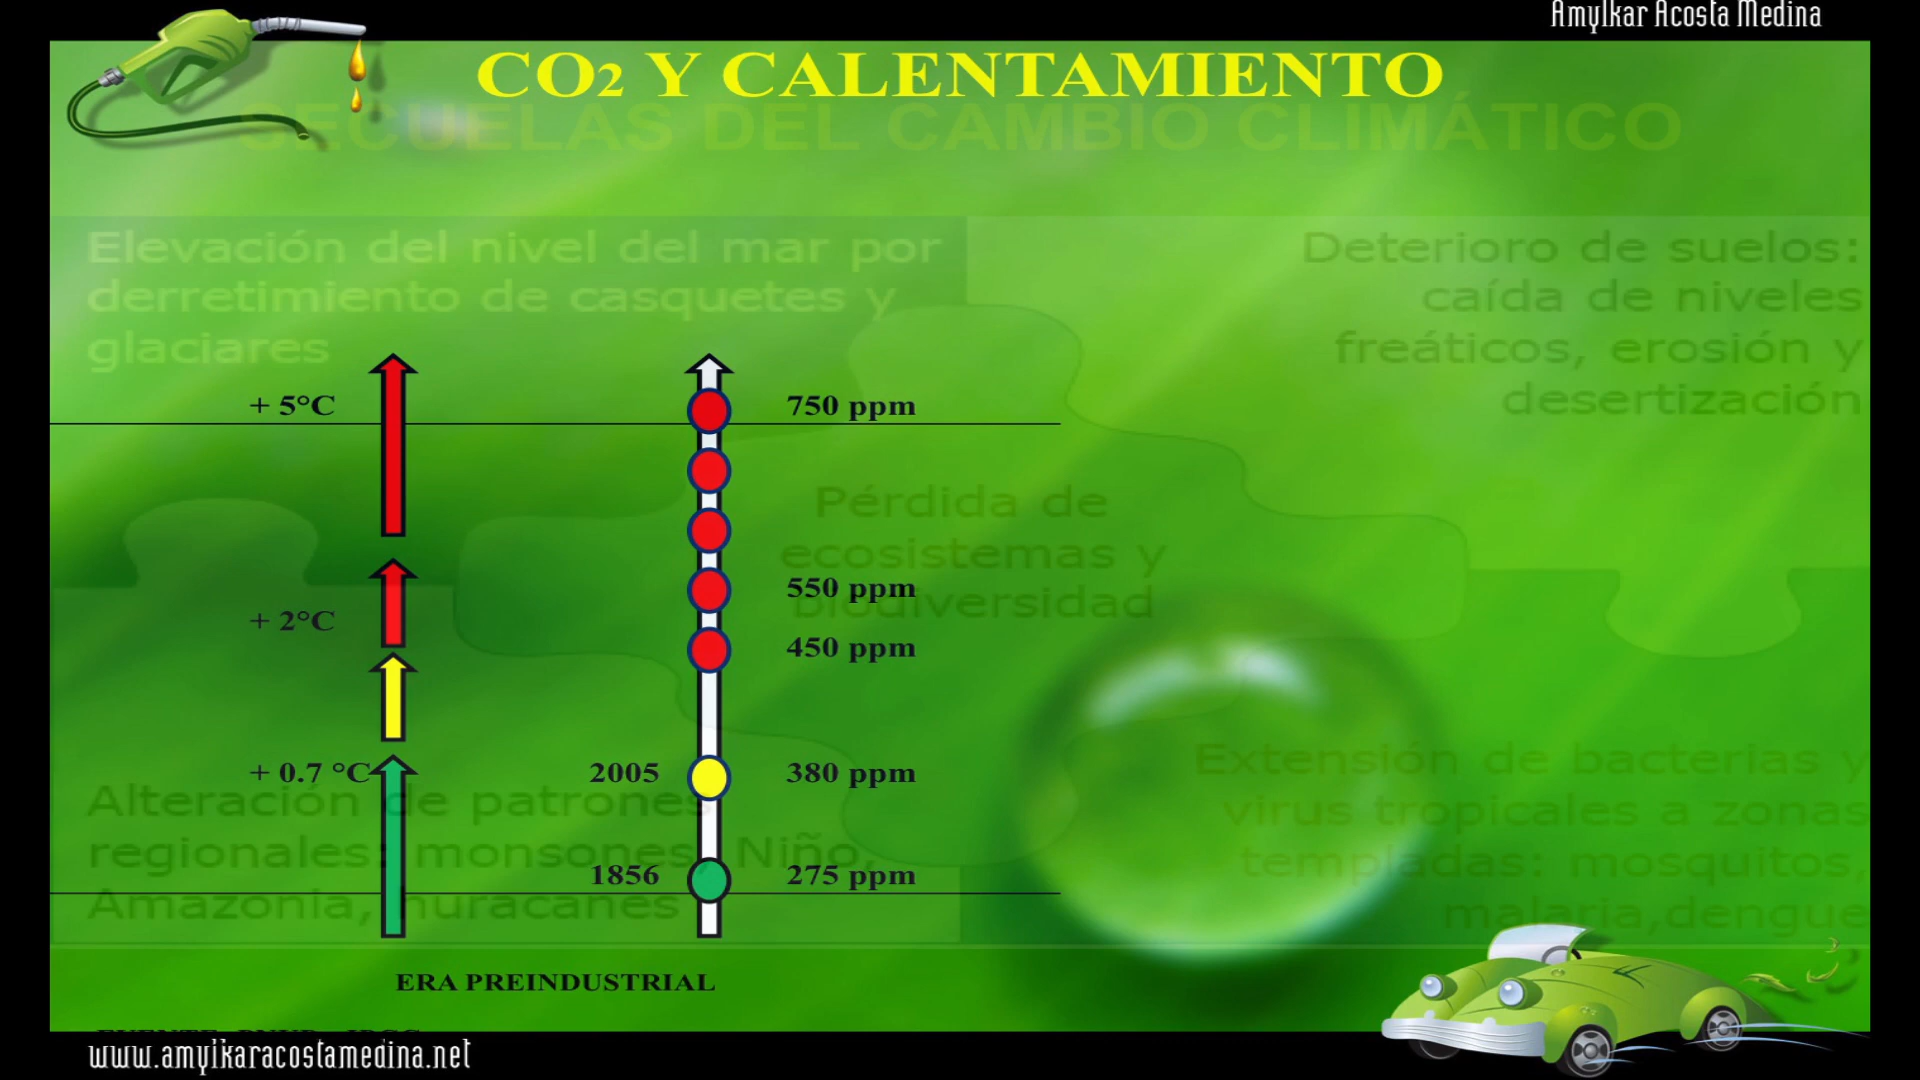 Amylkar Acosta Medina
CO2 Y CALENTAMIENTO
SECUELAS DEL CAMBIO CLIMÁTICO
Elevación del nivel del mar por
derretimiento de casquetes y
glaciares
Deterioro de suelos:
caída de niveles
freáticos, erosión y
desertización
+ 5°C
750 ppm
Pérdida de
ecosistemas y
biodiversidad
550 ppm
+ 2°C
450 ppm
+ 0.7 °C
2005
380 ppm
Alteración de patrones
regionales: monsones, Niño,
Amazonia, huracanes
1856
275 ppm
Extensión de bacterias y
virus tropicales a zonas
templadas: mosquitos,
malaria,dengue
ERA PREINDUSTRIAL
www.amylkaracostamedina.net